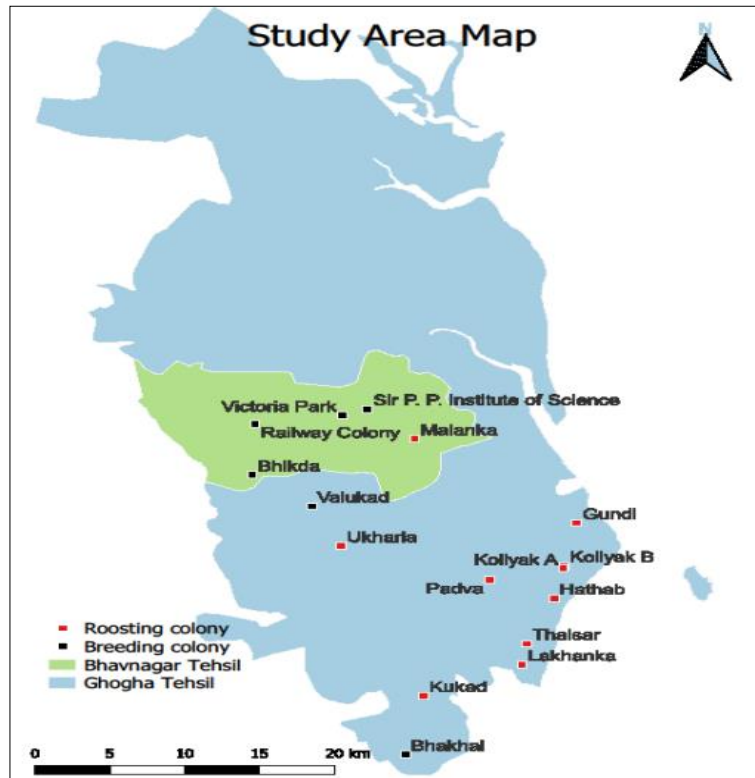 Study Area Map
N
Victoria Park
Sir P. P. Institute of Science
Railway Colony
Malanka
Bhikda
Valukad
Gundi
Ukharla
Koliyak A
Koliyak B
Padva
Hathab
Thalsar
Lakhanka
Kukad
Bhakhal
Roosting colony
Breeding colony
Bhavnagar Tehsil
Ghogha Tehsil
0 5 10 15 20 km